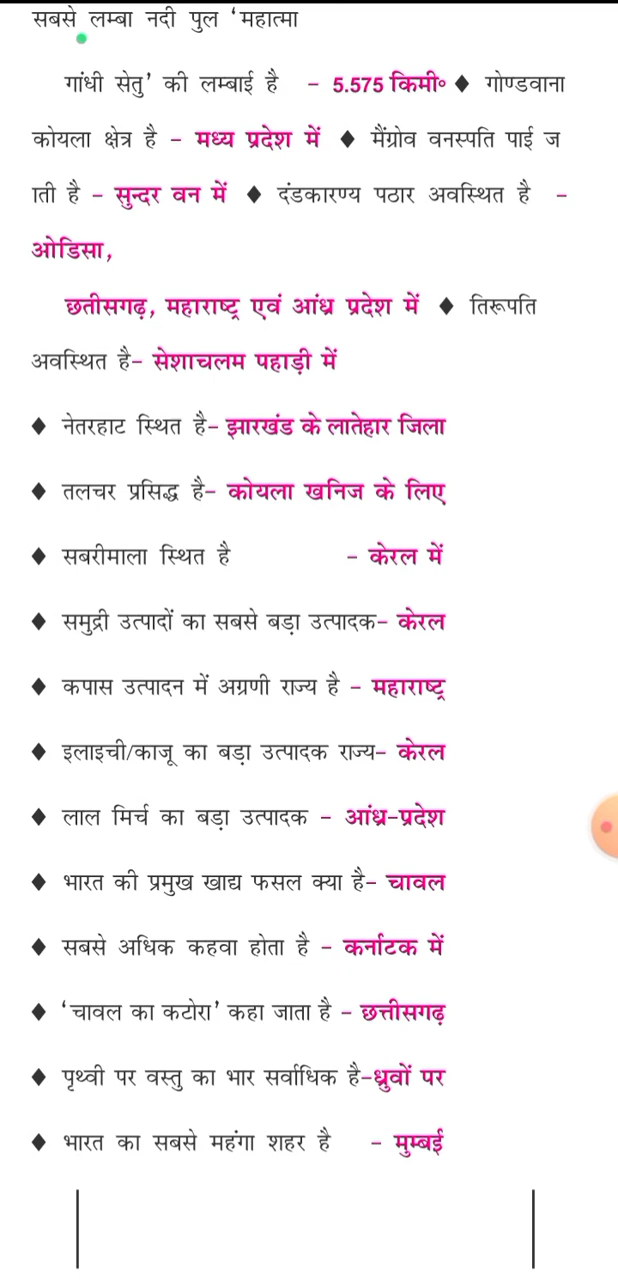 सबसे लम्बा नदी पुल ‘महात्मा
गांधी सेतु’ की लम्बाई है – 5.575 किमी॰ ♦ गोण्डवाना
कोयला क्षेत्र है – मध्य प्रदेश में ♦ मैंग्रोव वनस्पति पाई ज
ाती है – सुन्दर वन में ♦ दंडकारण्य पठार अवस्थित है –
ओडिसा,
छतीसगढ़, महाराष्ट्र एवं आंध्र प्रदेश में ♦ तिरूपति
अवस्थित है– सेशाचलम पहाड़ी में
♦ नेतरहाट स्थित है– झारखंड के लातेहार जिला
♦ तलचर प्रसिद्ध है– कोयला खनिज के लिए
♦ सबरीमाला स्थित है – केरल में
♦ समुद्री उत्पादों का सबसे बड़ा उत्पादक– केरल
♦ कपास उत्पादन में अग्रणी राज्य है – महाराष्ट्र
♦ इलाइची/काजू का बड़ा उत्पादक राज्य– केरल
♦ लाल मिर्च का बड़ा उत्पादक – आंध्र–प्रदेश
♦ भारत की प्रमुख खाद्य फसल क्या है– चावल
♦ सबसे अधिक कहवा होता है – कर्नाटक में
♦ ‘चावल का कटोरा’ कहा जाता है – छत्तीसगढ़
♦ पृथ्वी पर वस्तु का भार सर्वाधिक है–ध्रुवों पर
♦ भारत का सबसे महंगा शहर है – मुम्बई